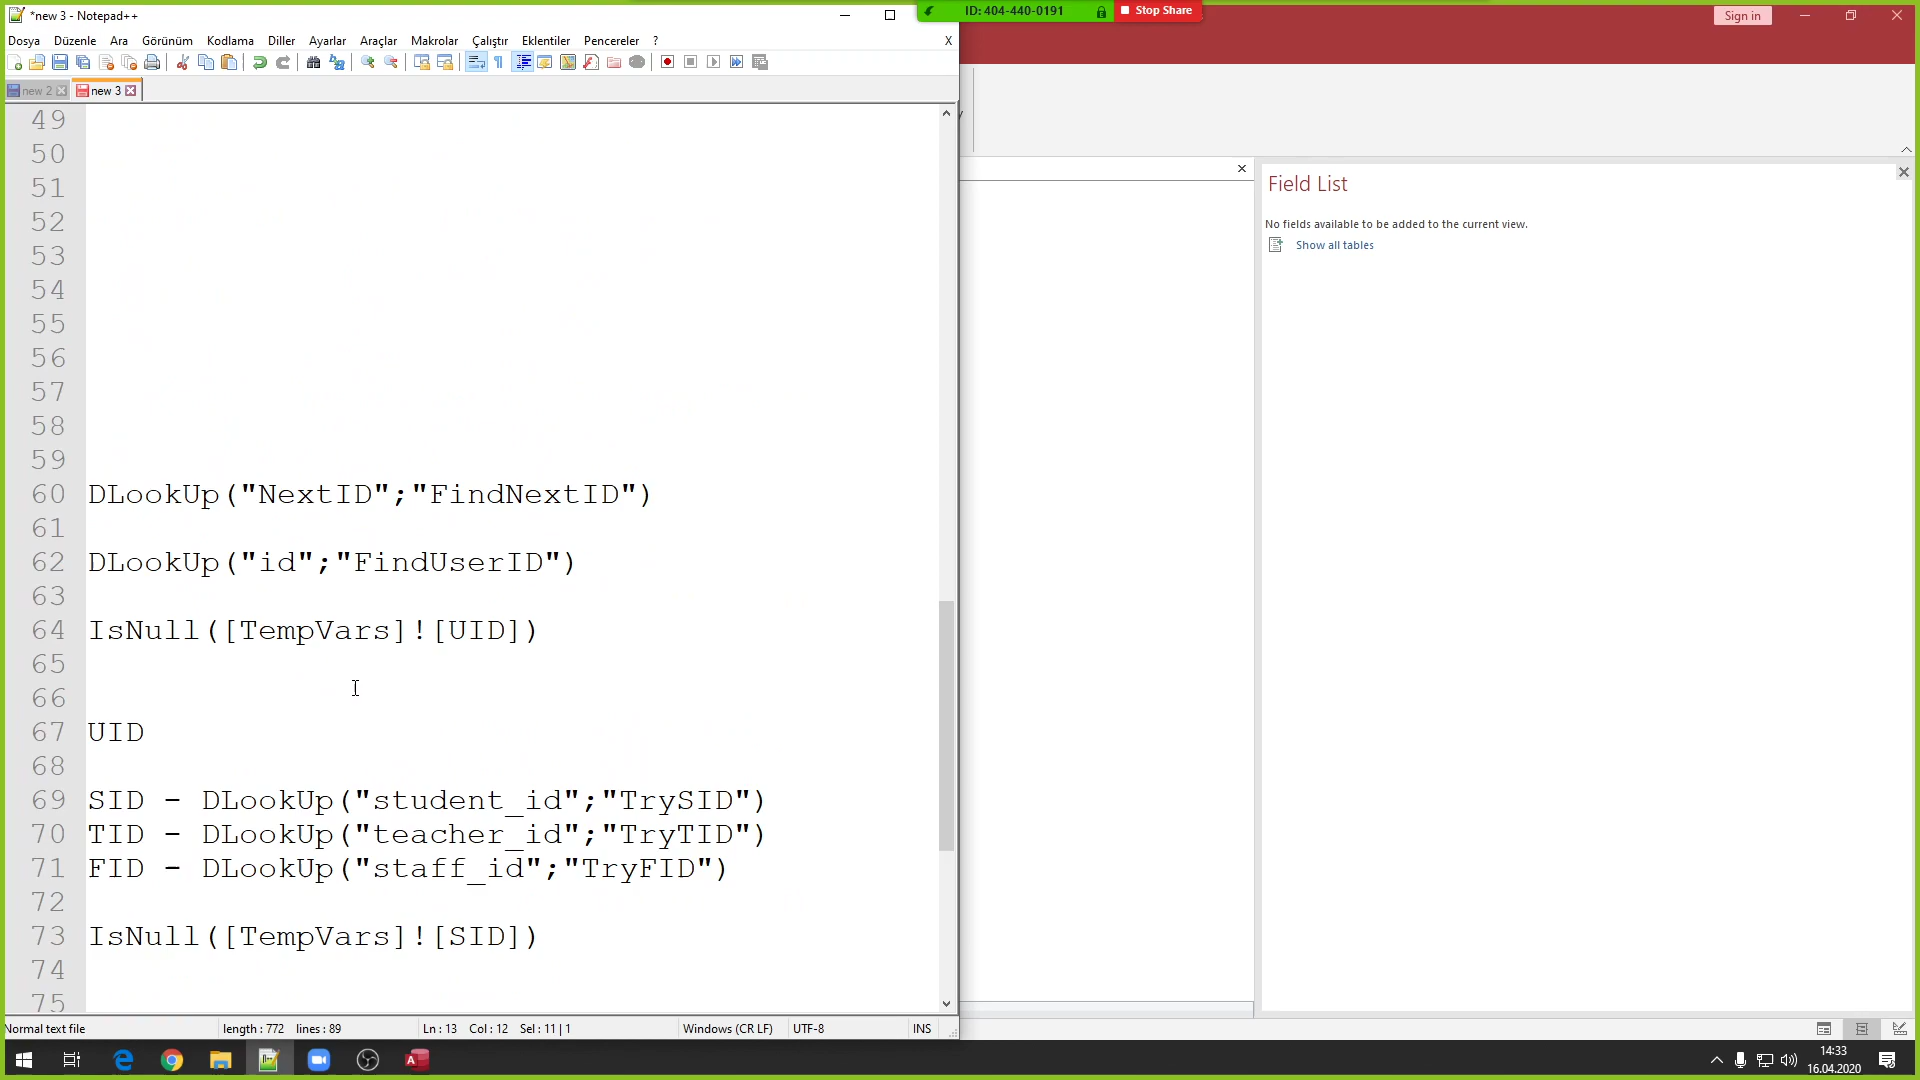 *new 3 - Notepad++
ID: 404-440-0191
Stop Share
Sign in
Dosya Düzenle Ara Görünüm Kodlama Diller Ayarlar Araçlar Makrolar Çalıştır Eklentiler Pencereler ? X
new 2
new 3
49
50
51
52
53
54
55
56
57
58
59
60 DLookUp("NextID";"FindNextID")
61
62 DLookUp("id";"FindUserID")
63
64 IsNull([TempVars]![UID])
65
66
67 UID
68
69 SID - DLookUp("student_id";"TrySID")
70 TID - DLookUp("teacher_id";"TryTID")
71 FID - DLookUp("staff_id";"TryFID")
72
73 IsNull([TempVars]![SID])
74
75
Field List
No fields available to be added to the current view.
Show all tables
Normal text file length : 772 lines : 89 Ln : 13 Col : 12 Sel : 11 | 1 Windows (CR LF) UTF-8 INS
14:33
16.04.2020